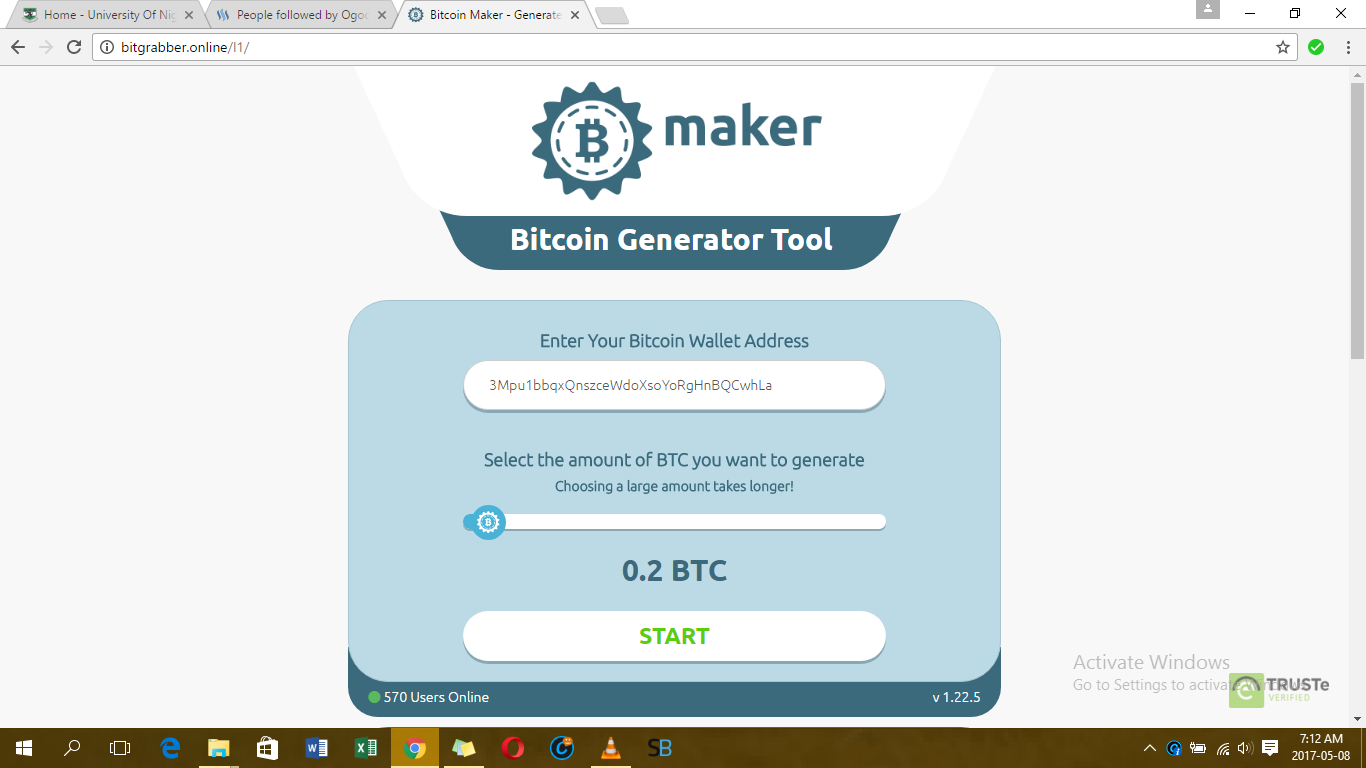 Home - University Of Nig
People followed by Ogoc
Bitcoin Maker - Generate
bitgrabber.online/l1/
maker
Bitcoin Generator Tool
Enter Your Bitcoin Wallet Address
3Mpu1bbqxQnszceWdoXsoYoRgHnBQCwhLa
Select the amount of BTC you want to generate
Choosing a large amount takes longer!
0.2 BTC
START
570 Users Online
v 1.22.5
Activate Windows
Go to Settings to activate Windows.
TRUSTe
VERIFIED
SB
7:12 AM
2017-05-08